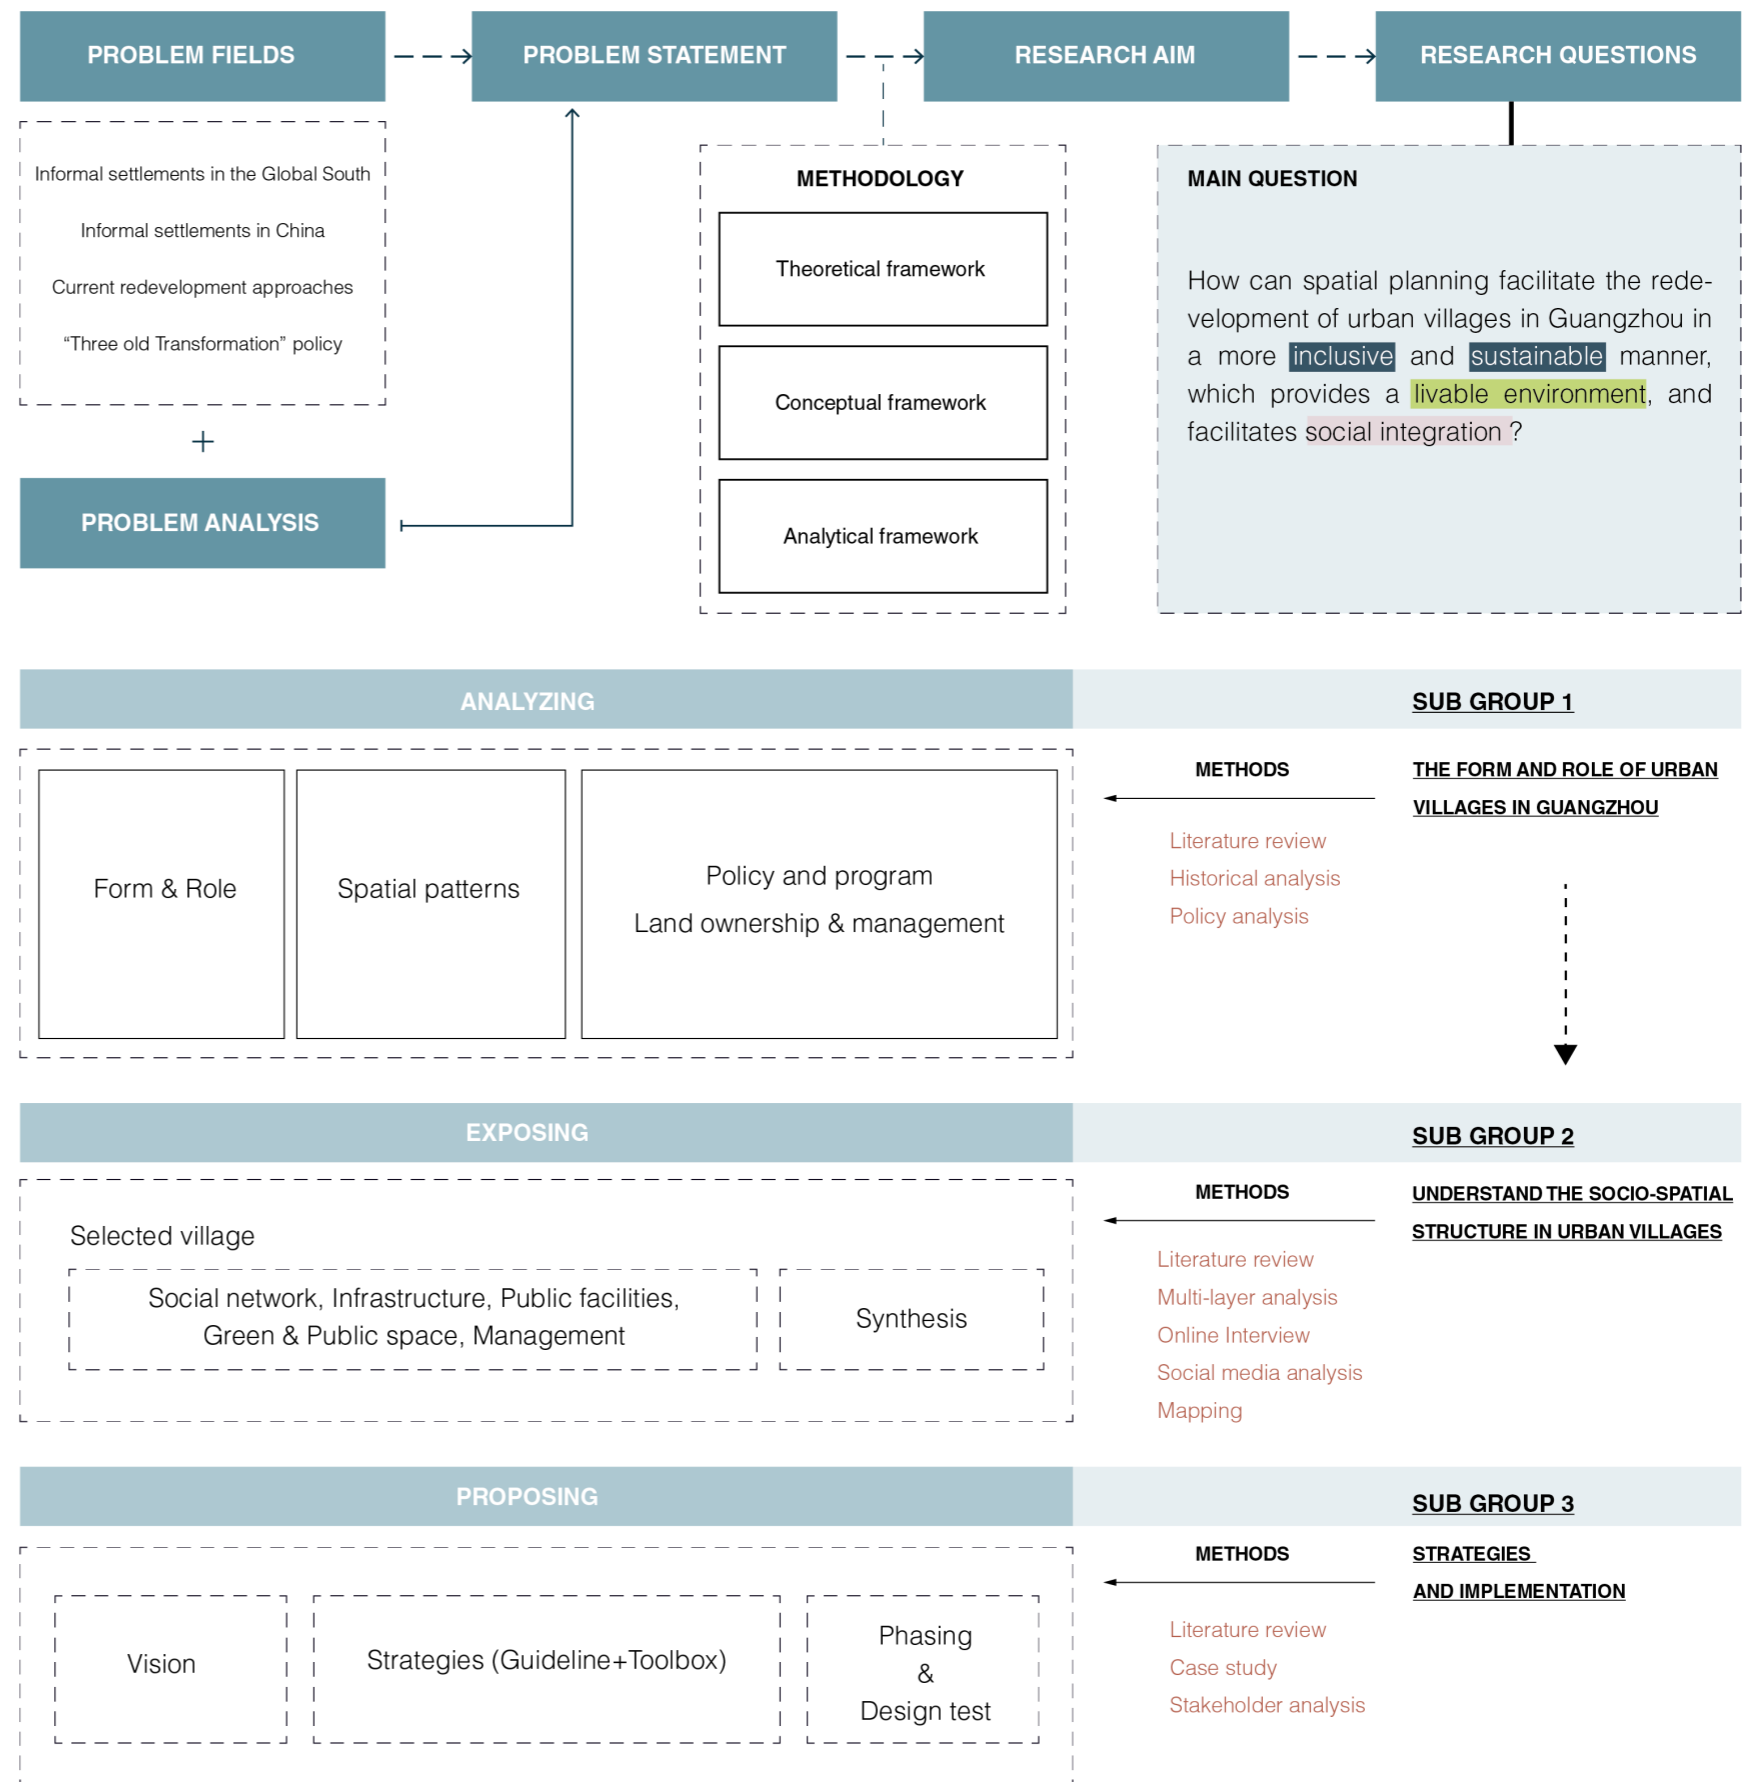 PROBLEM FIELDS
PROBLEM STATEMENT
RESEARCH AIM
RESEARCH QUESTIONS
Informal settlements in the Global South
Informal settlements in China
Current redevelopment approaches
“Three old Transformation” policy
+
PROBLEM ANALYSIS
METHODOLOGY
Theoretical framework
Conceptual framework
Analytical framework
MAIN QUESTION
How can spatial planning facilitate the rede-
velopment of urban villages in Guangzhou in
a more inclusive and sustainable manner,
which provides a livable environment, and
facilitates social integration ?
ANALYZING
SUB GROUP 1
Form & Role
Spatial patterns
Policy and program
Land ownership & management
METHODS
Literature review
Historical analysis
Policy analysis
THE FORM AND ROLE OF URBAN
VILLAGES IN GUANGZHOU
EXPOSING
SUB GROUP 2
Selected village
Social network, Infrastructure, Public facilities,
Green & Public space, Management
Synthesis
METHODS
Literature review
Multi-layer analysis
Online Interview
Social media analysis
Mapping
UNDERSTAND THE SOCIO-SPATIAL
STRUCTURE IN URBAN VILLAGES
PROPOSING
SUB GROUP 3
Vision
Strategies (Guideline+Toolbox)
Phasing
&
Design test
METHODS
Literature review
Case study
Stakeholder analysis
STRATEGIES
AND IMPLEMENTATION